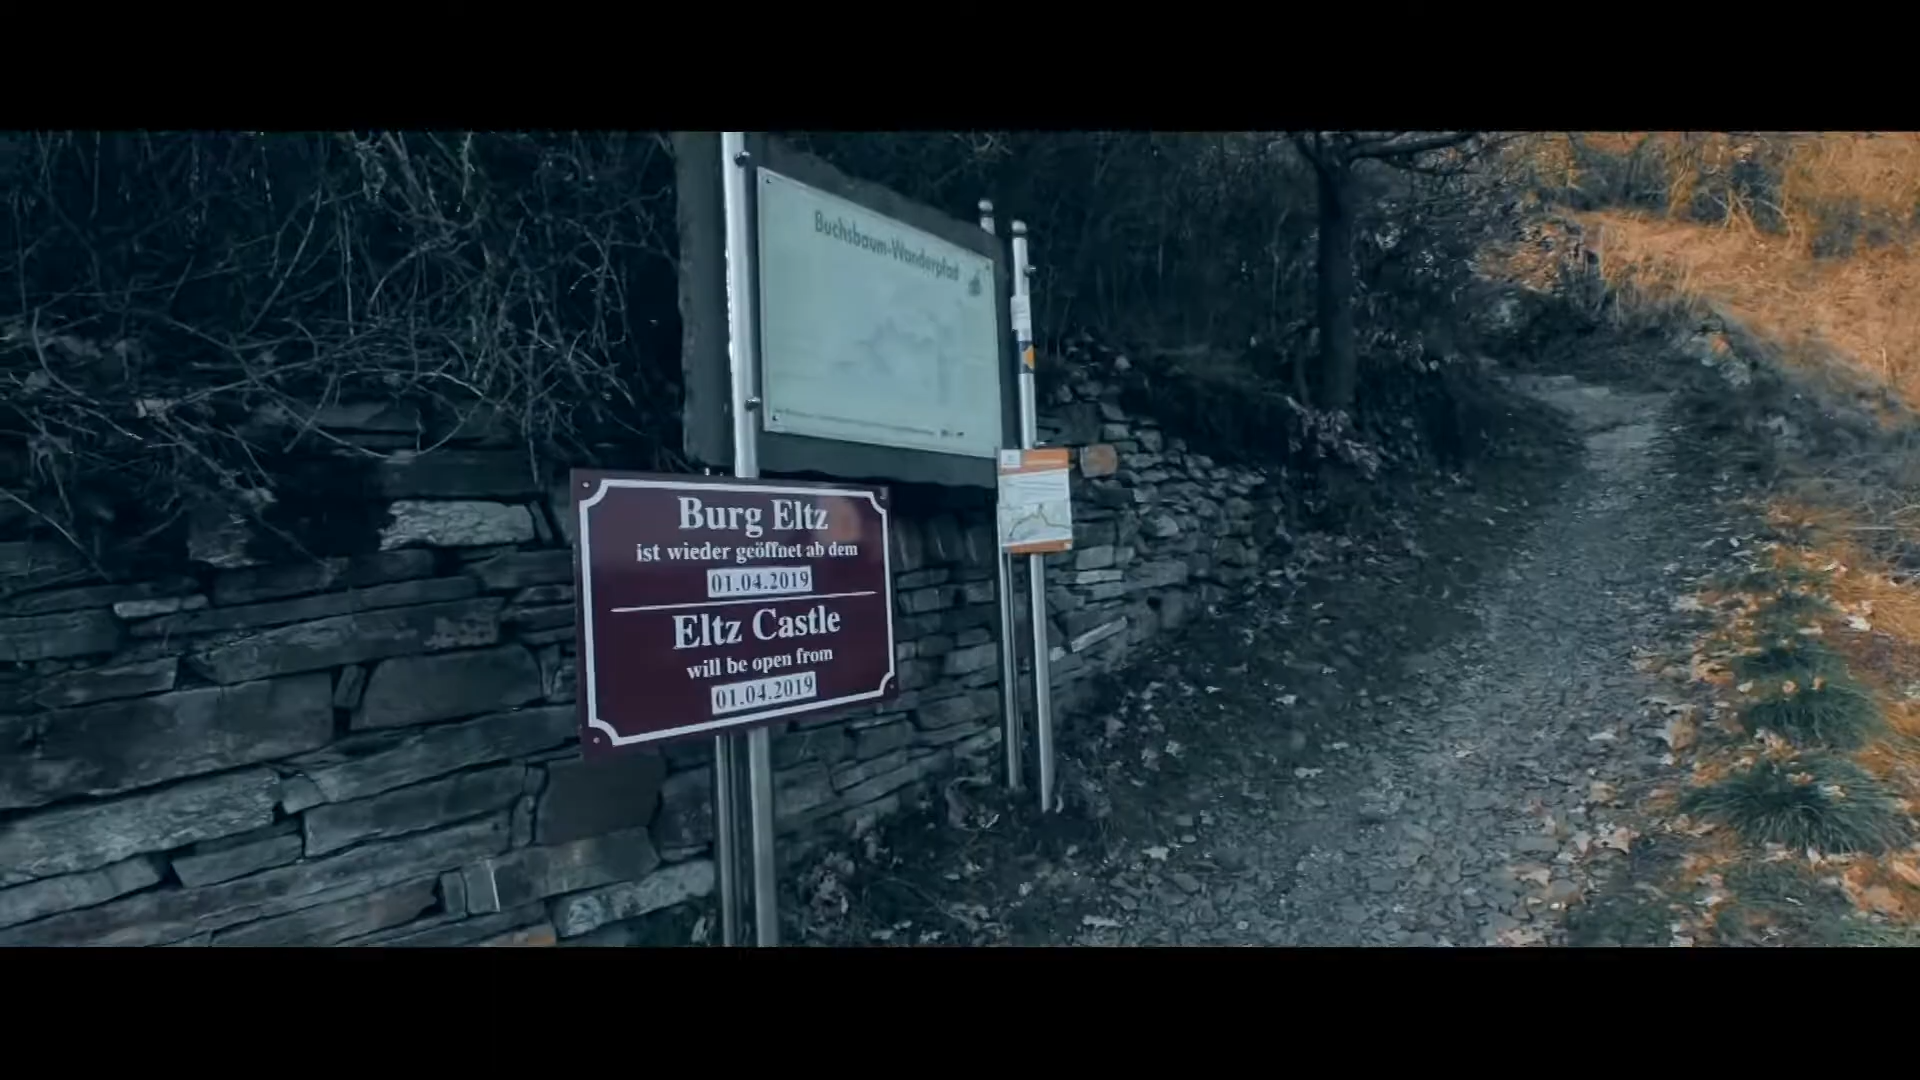 Buchsbaum-Wanderpfad
Burg Eltz
ist wieder geöffnet ab dem
01.04.2019
Eltz Castle
will be open from
01.04.2019